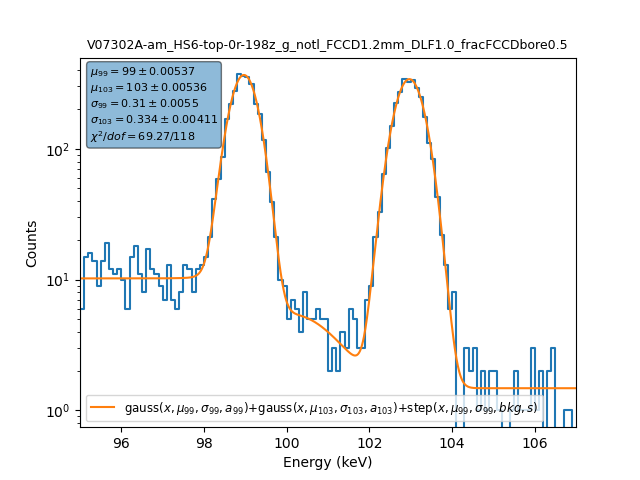 V07302A-am_HS6-top-0r-198z_g_notl_FCCD1.2mm_DLF1.0_fracFCCDbore0.5
μ₉₉ = 99 ± 0.00537
μ₁₀₃ = 103 ± 0.00536
σ₉₉ = 0.31 ± 0.0055
σ₁₀₃ = 0.334 ± 0.00411
χ²/dof = 69.27/118
10²
10¹
10⁰
Counts
gauss(x, μ₉₉, σ₉₉, a₉₉)+gauss(x, μ₁₀₃, σ₁₀₃, a₁₀₃)+step(x, μ₉₉, σ₉₉, bkg, s)
96 98 100 102 104 106
Energy (keV)